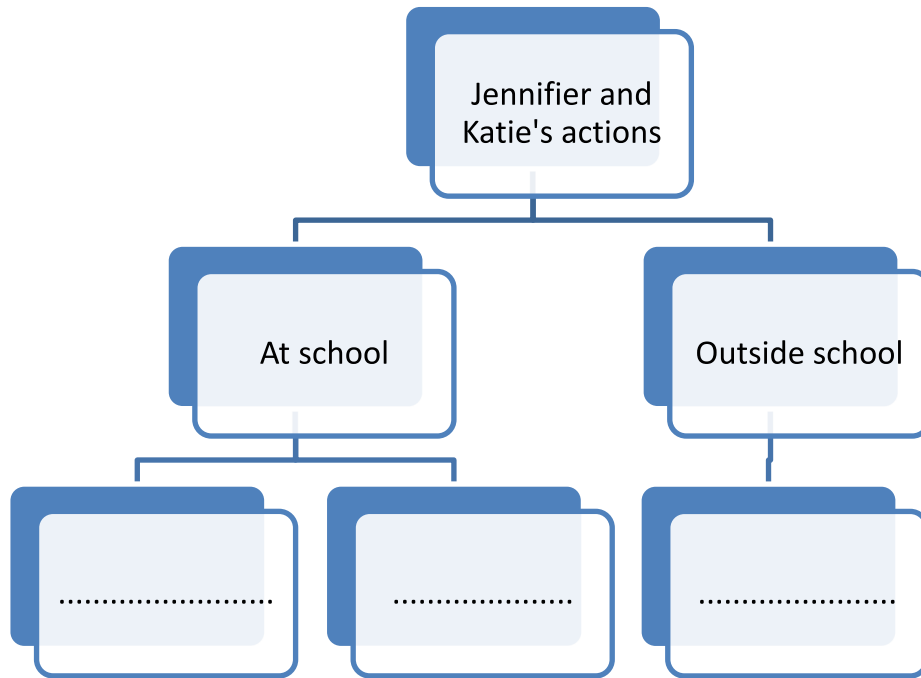 Jennifier and
Katie's actions
At school
Outside school
............................
........................
..........................